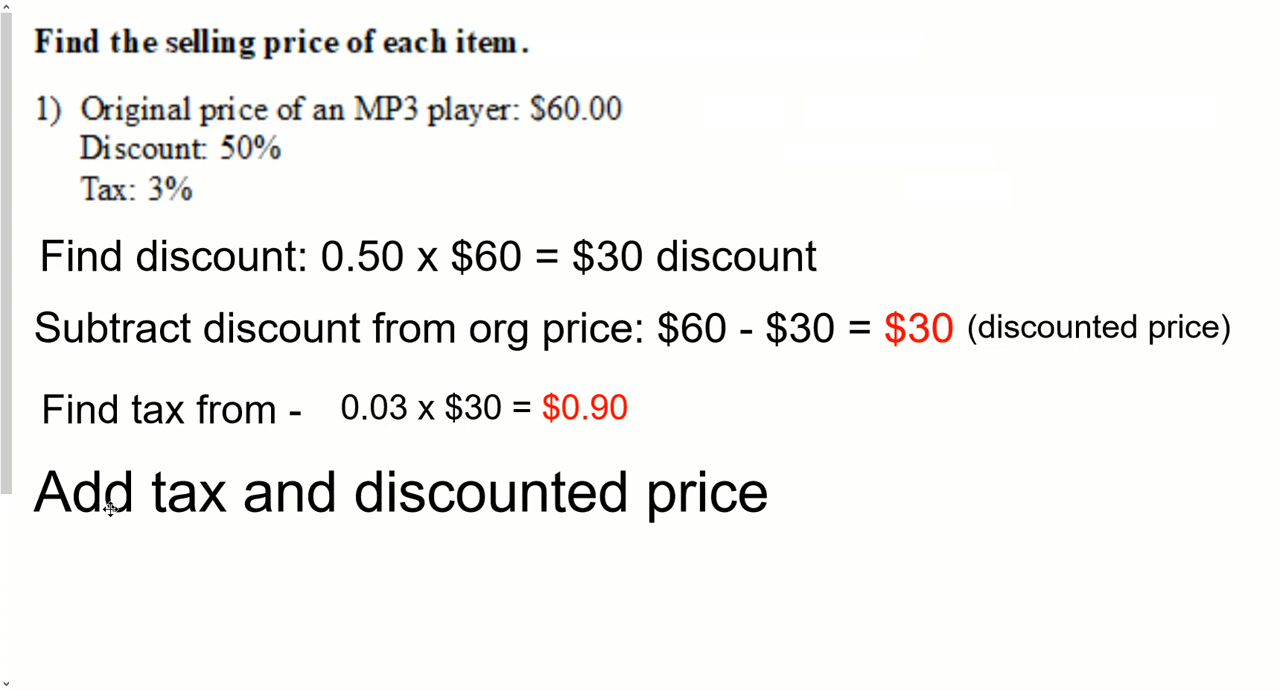 Find the selling price of each item.
1) Original price of an MP3 player: $60.00
Discount: 50%
Tax: 3%
Find discount: 0.50 x $60 = $30 discount
Subtract discount from org price: $60 - $30 = $30 (discounted price)
Find tax from - 0.03 x $30 = $0.90
Add tax and discounted price